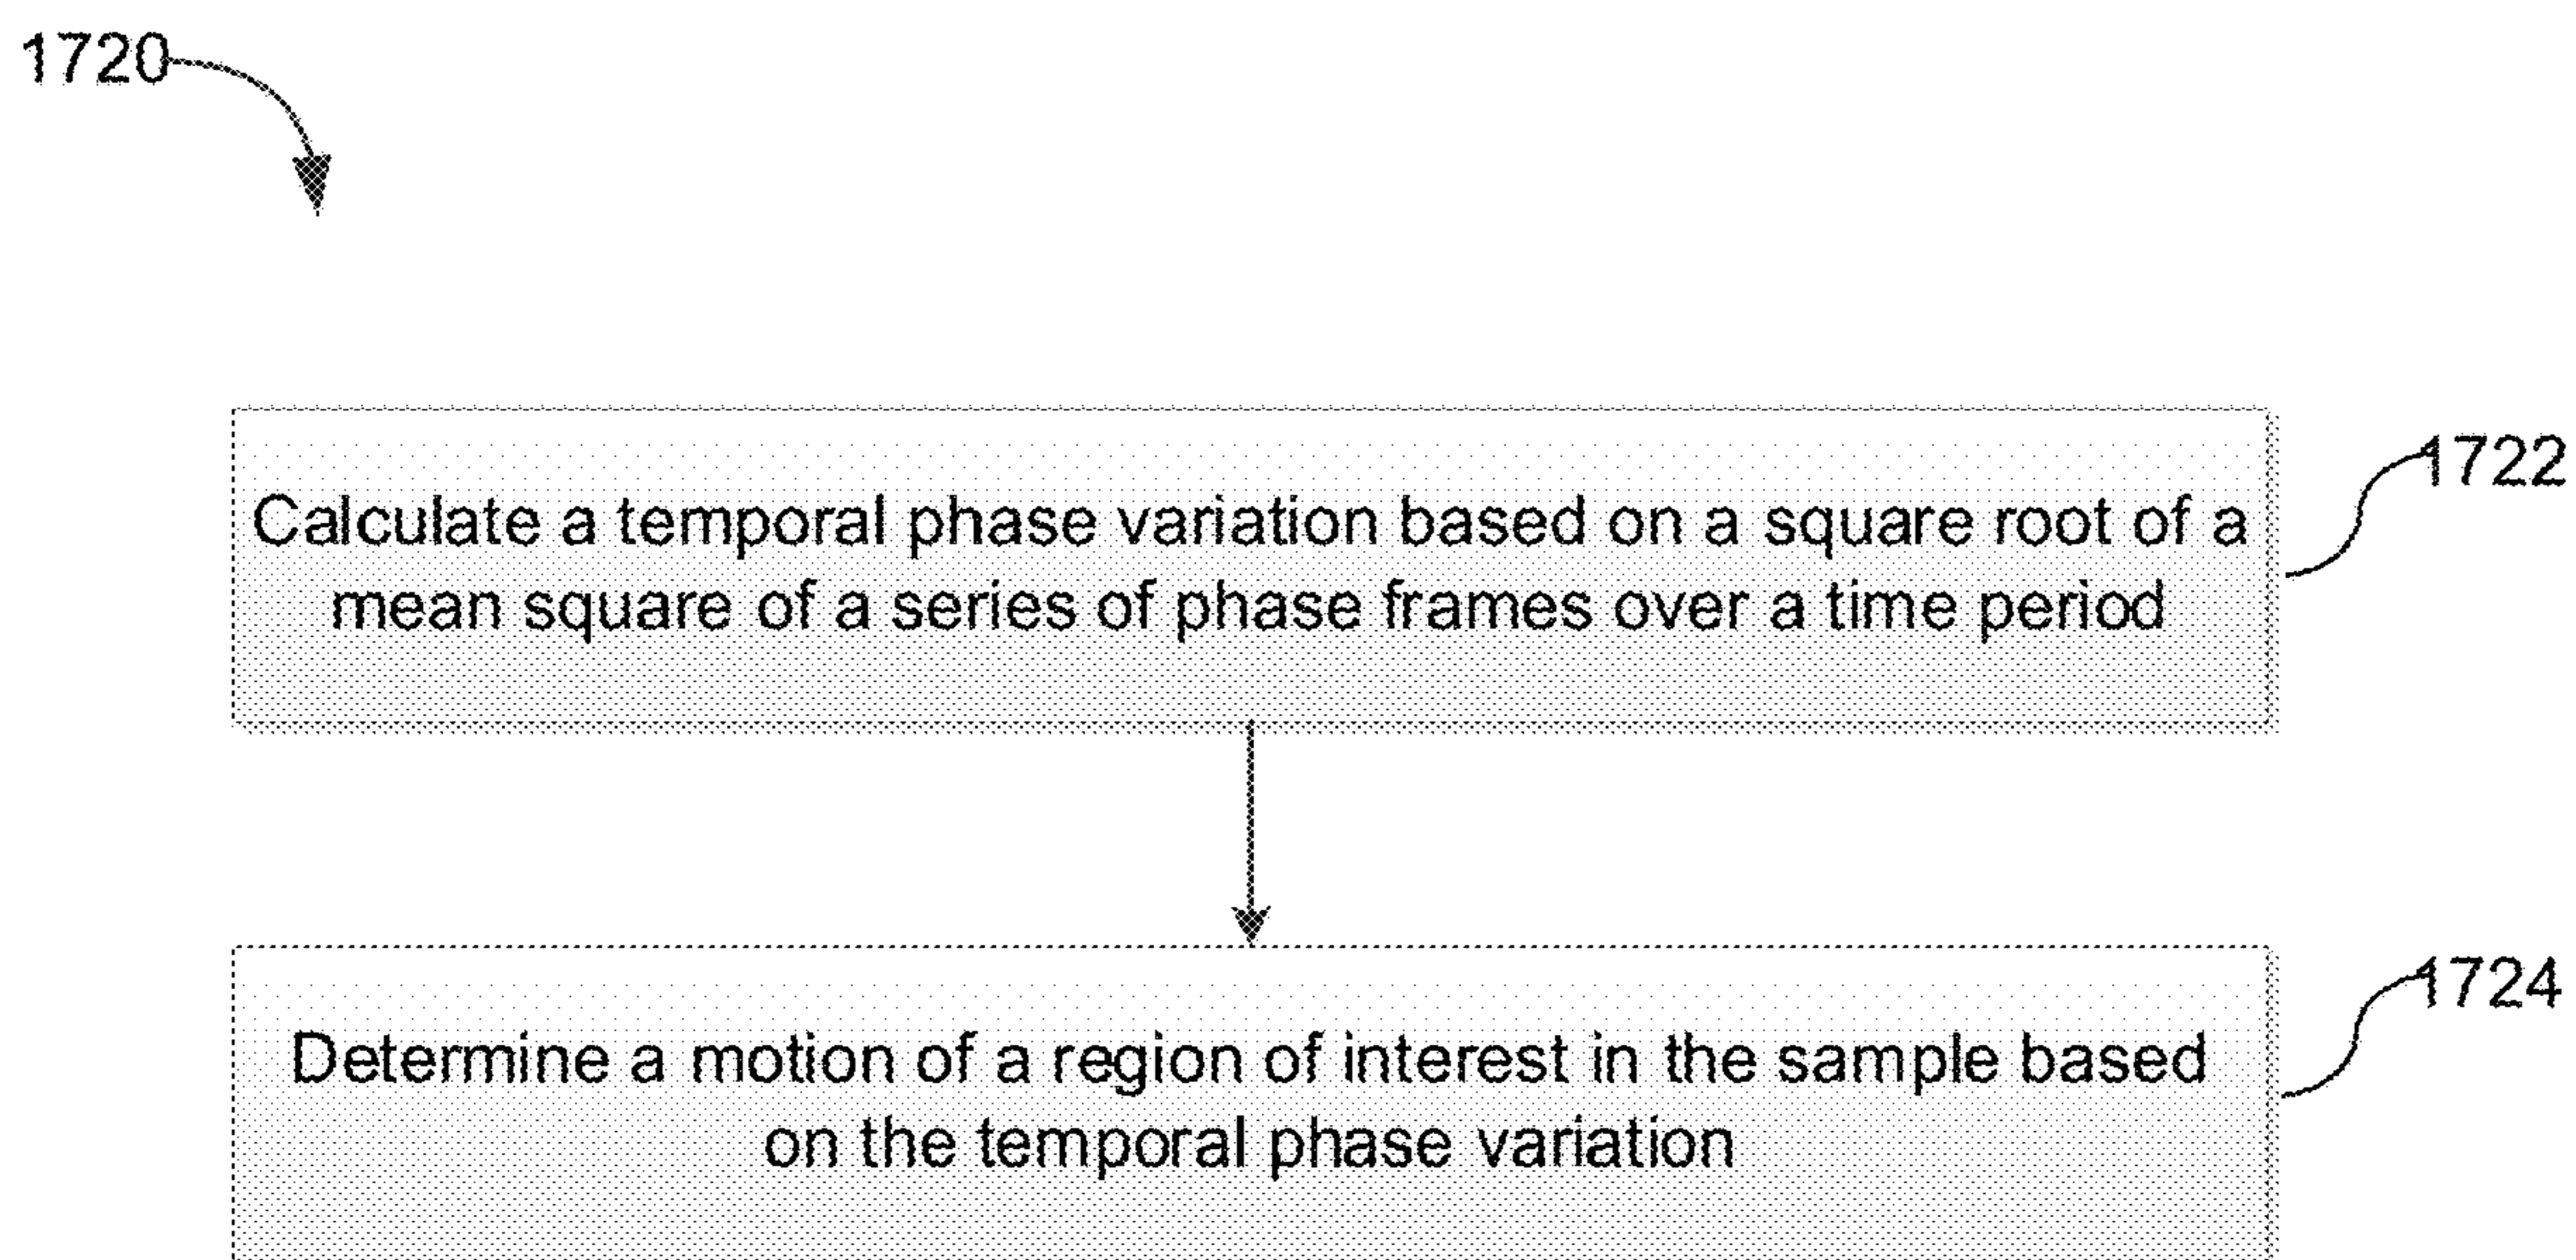 1720
1722
Calculate a temporal phase variation based on a square root of a
mean square of a series of phase frames over a time period
1724
Determine a motion of a region of interest in the sample based
on the temporal phase variation